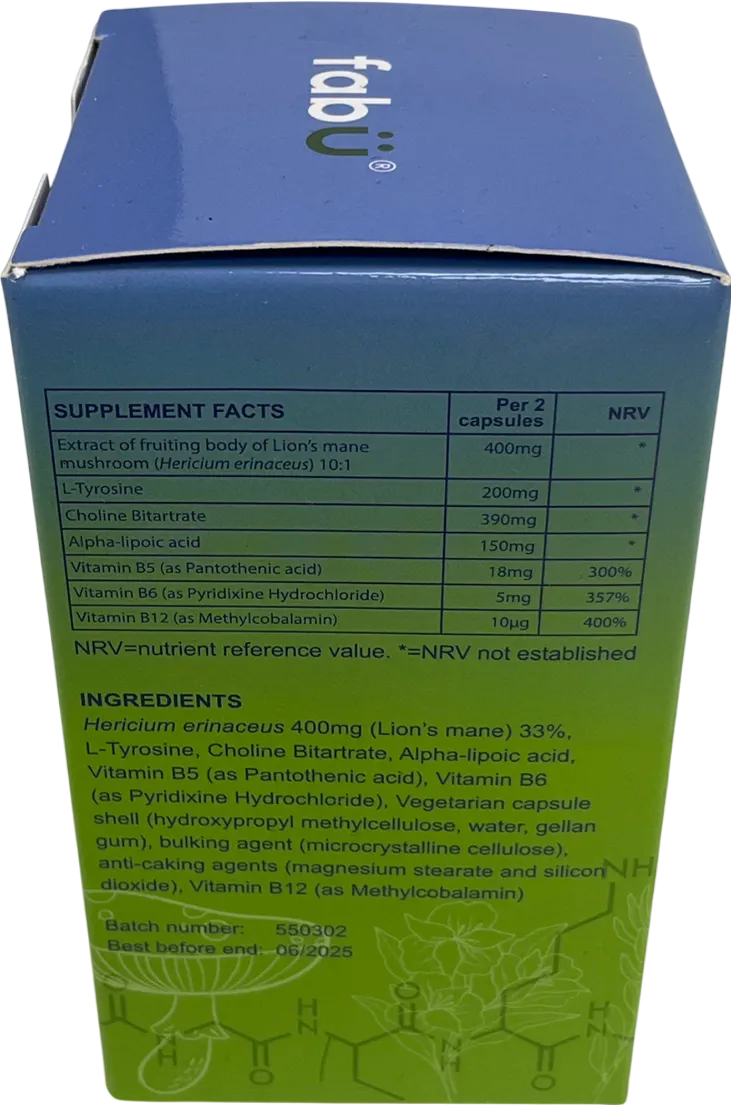 fabÜ®
SUPPLEMENT FACTS Per 2 capsules NRV
Extract of fruiting body of Lion's mane
mushroom (Hericium erinaceus) 10:1 400mg *
L-Tyrosine 200mg *
Choline Bitartrate 390mg *
Alpha-lipoic acid 150mg *
Vitamin B5 (as Pantothenic acid) 18mg 300%
Vitamin B6 (as Pyridixine Hydrochloride) 5mg 357%
Vitamin B12 (as Methylcobalamin) 10µg 400%
NRV=nutrient reference value. *=NRV not established
INGREDIENTS
Hericium erinaceus 400mg (Lion's mane) 33%,
L-Tyrosine, Choline Bitartrate, Alpha-lipoic acid,
Vitamin B5 (as Pantothenic acid), Vitamin B6
(as Pyridixine Hydrochloride), Vegetarian capsule
shell (hydroxypropyl methylcellulose, water, gellan
gum), bulking agent (microcrystalline cellulose),
anti-caking agents (magnesium stearate and silicon
dioxide), Vitamin B12 (as Methylcobalamin)
NH
Batch number: 550302
Best before end: 06/2025
O
H
N
O
H
N
O
N
H
O
N
H
O